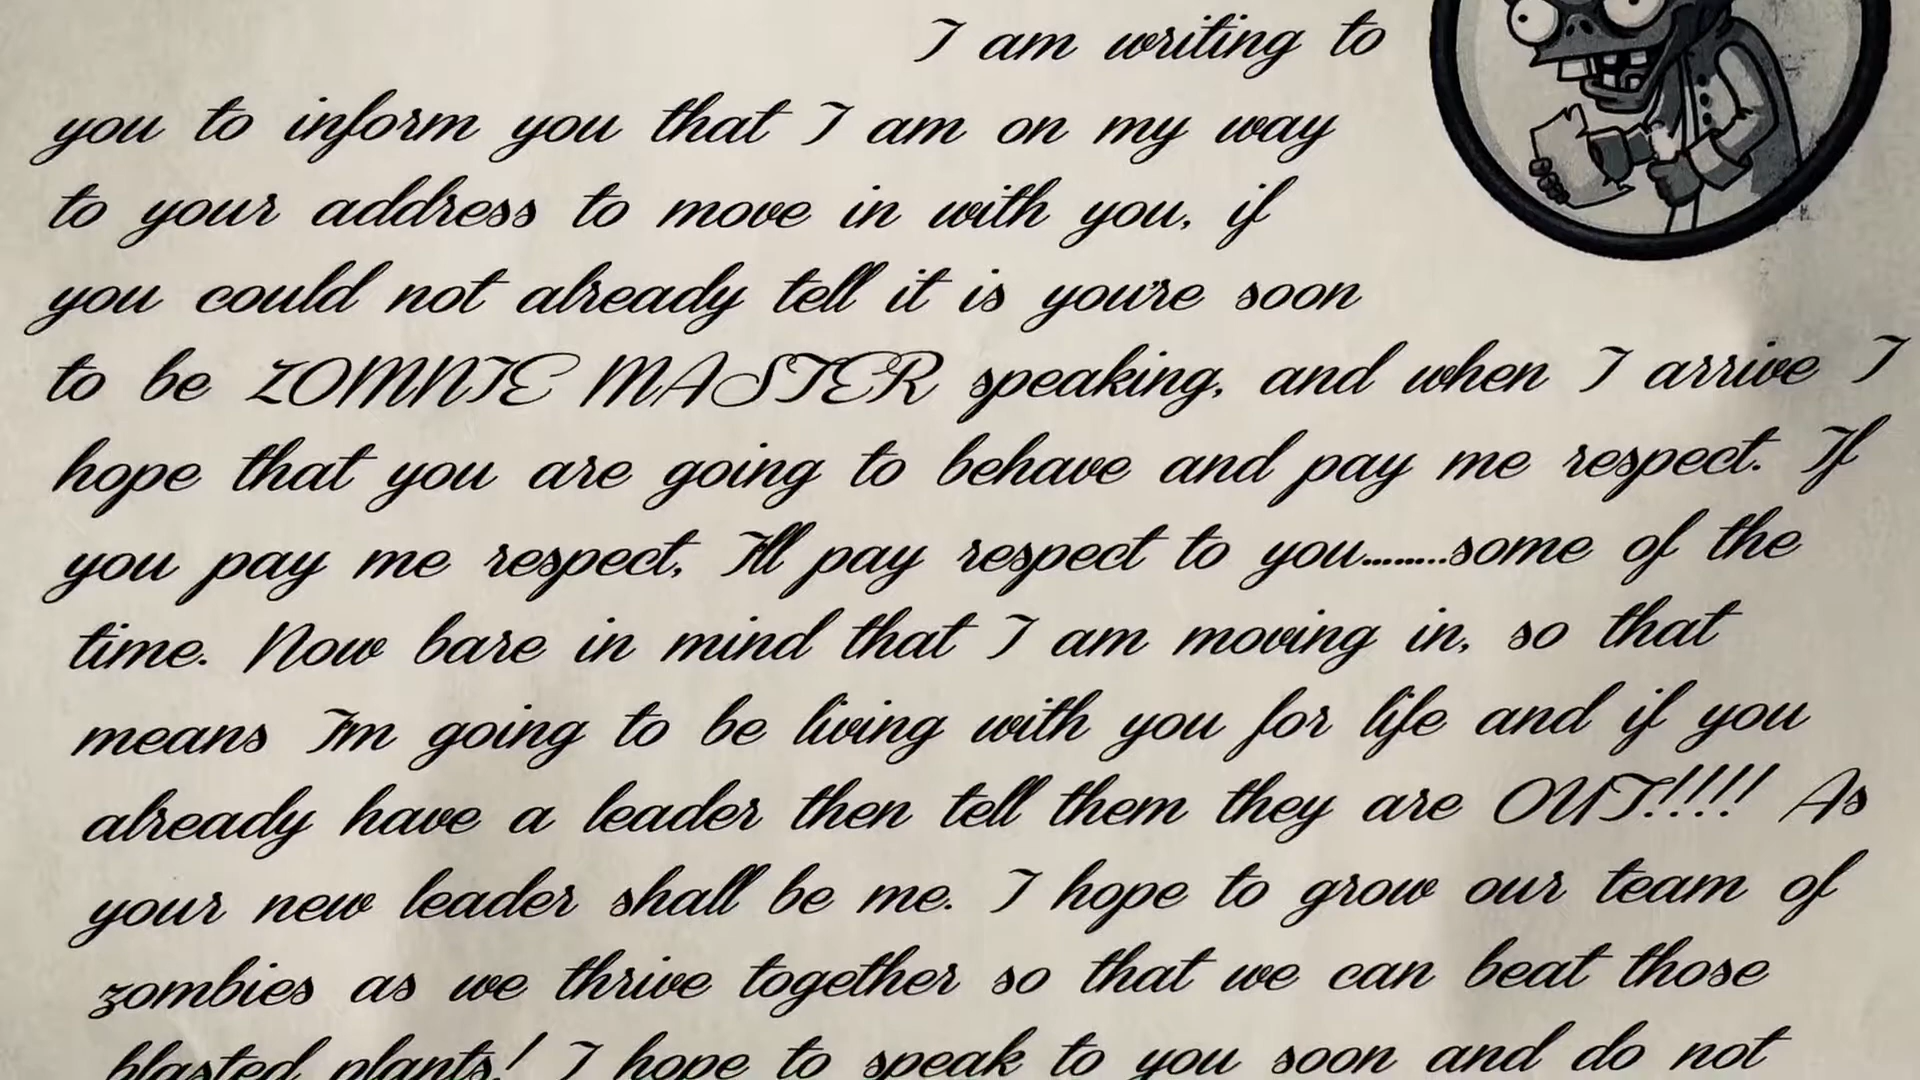 I am writing to
you to inform you that I am on my way
to your address to move in with you, if
you could not already tell it is you're soon
to be ZOMNIE MASTER speaking, and when I arrive I
hope that you are going to behave and pay me respect. If
you pay me respect, I'll pay respect to you........some of the
time. Now bare in mind that I am moving in, so that
means I'm going to be living with you for life and if you
already have a leader then tell them they are OUT!!!! As
your new leader shall be me. I hope to grow our team of
zombies as we thrive together so that we can beat those
blasted plants! I hope to speak to you soon and do not